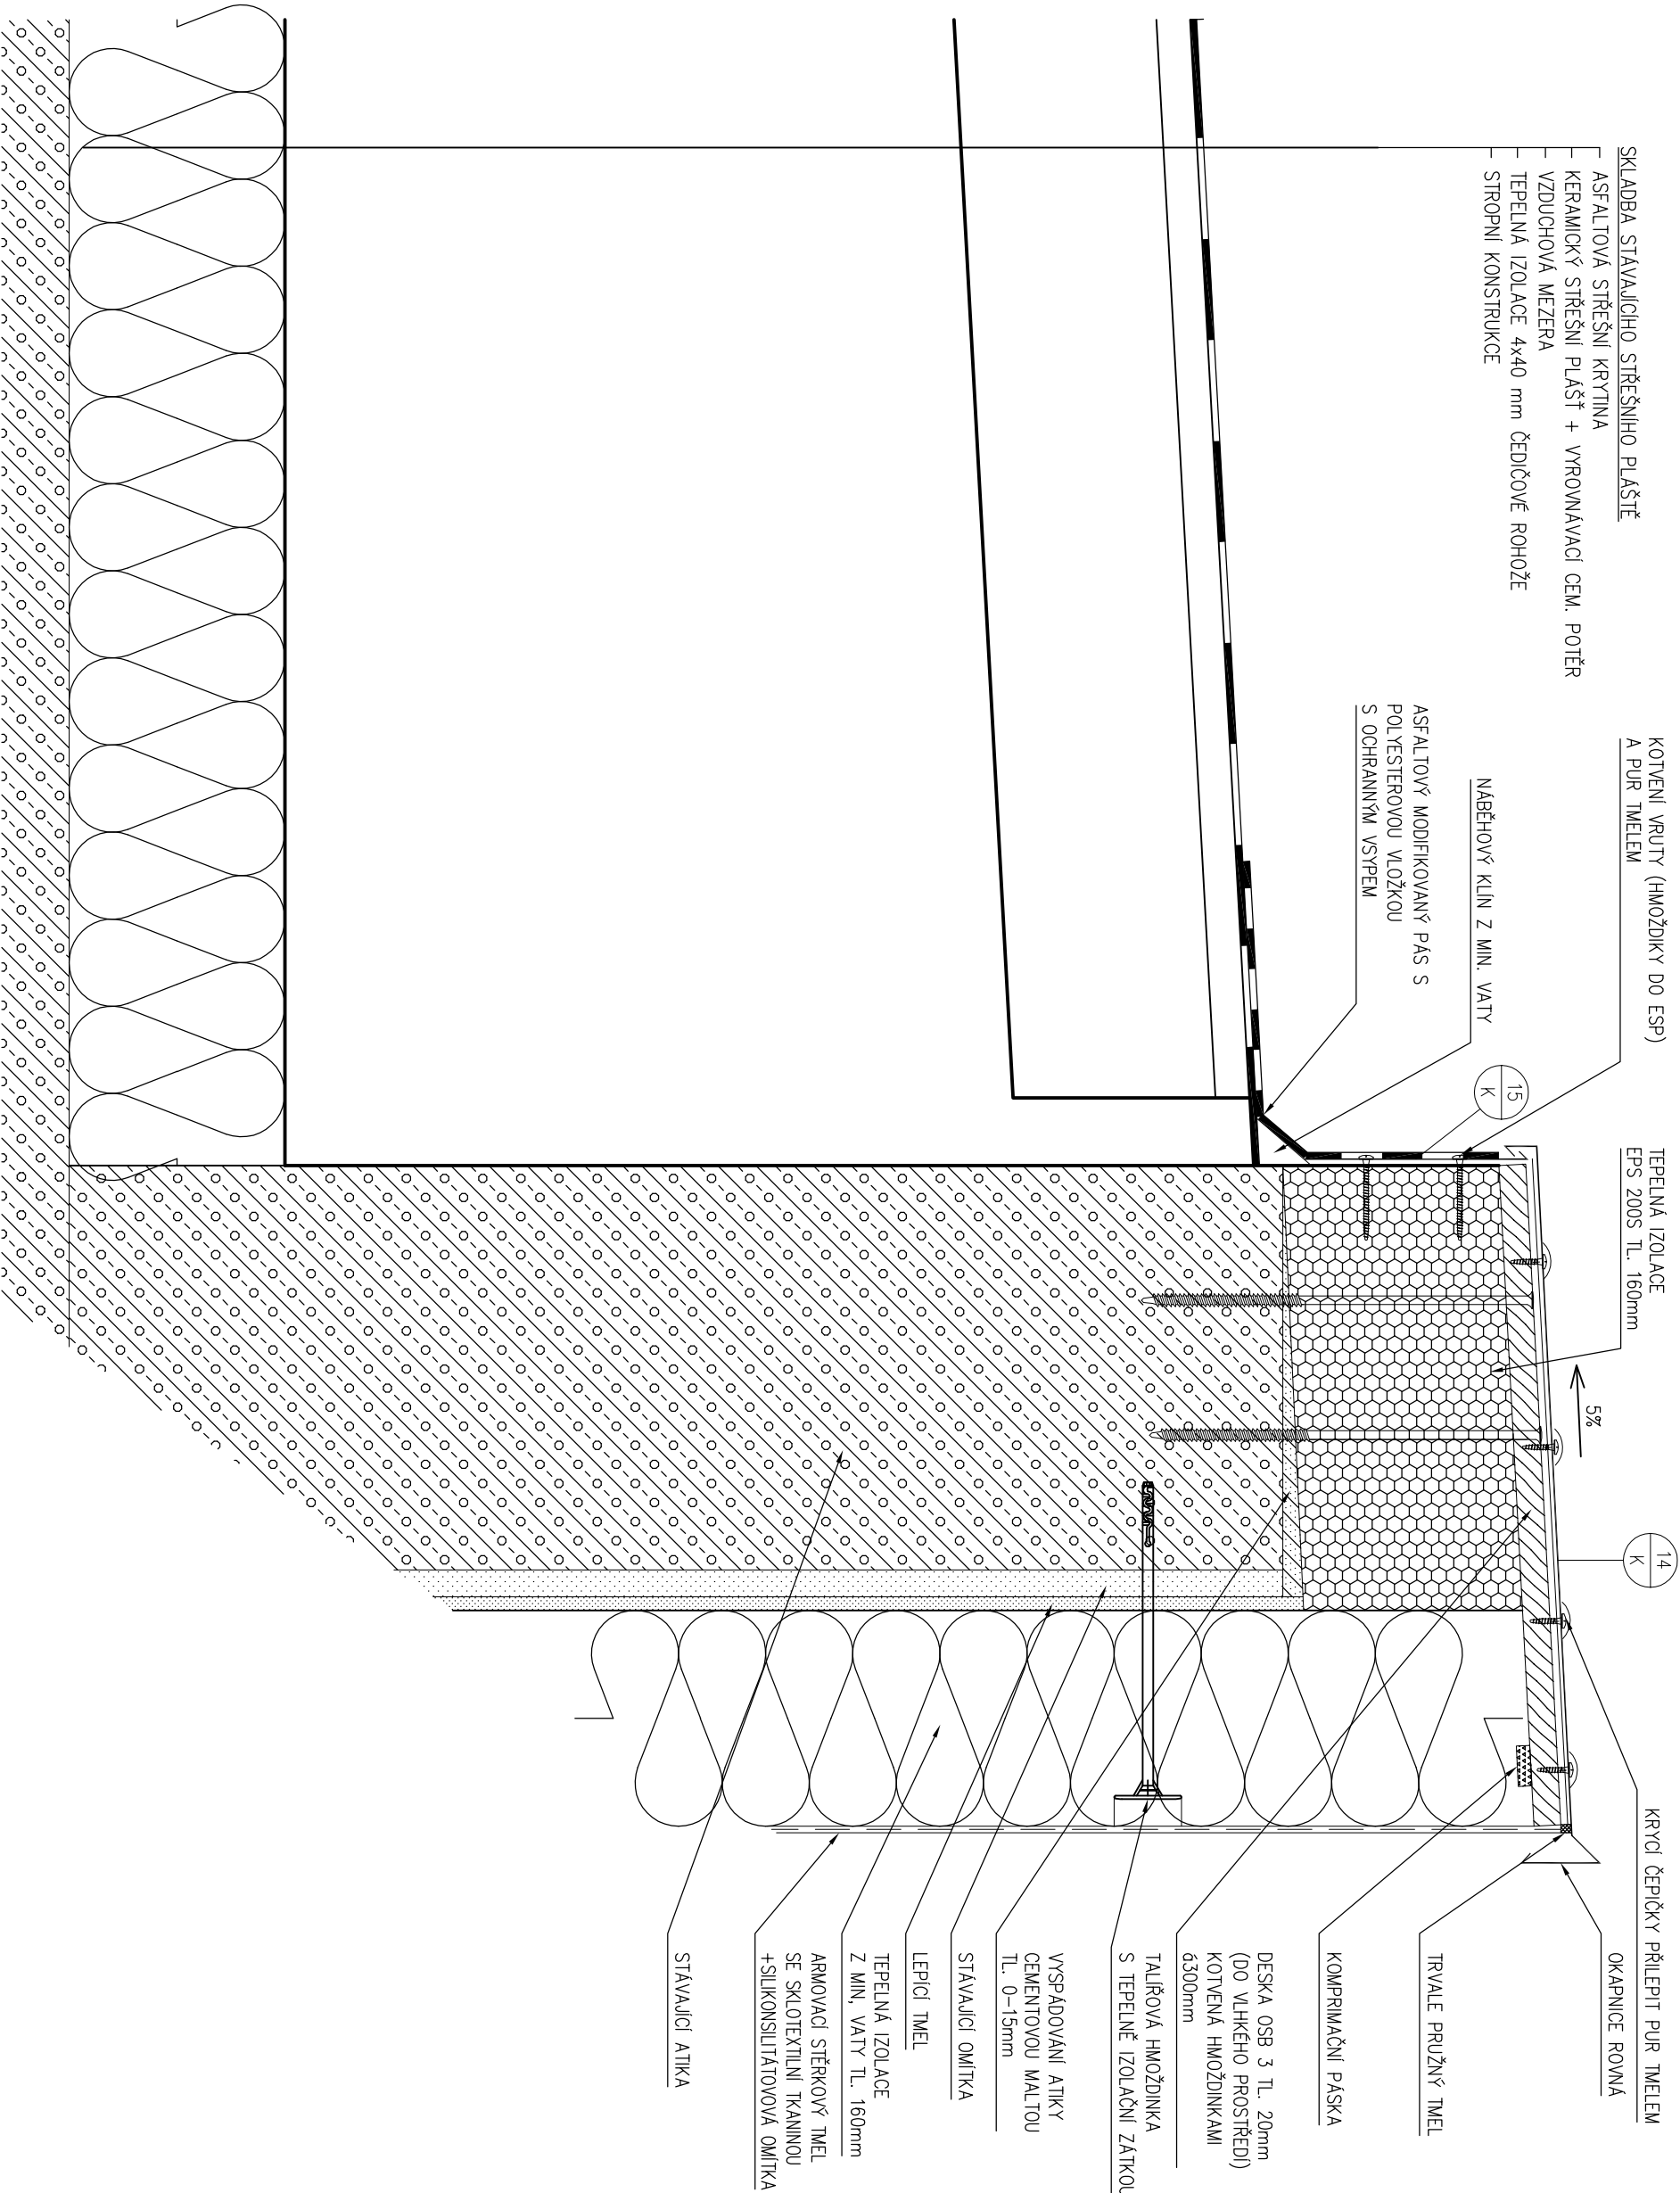 SKLADBA STÁVAJÍCÍHO STŘEŠNÍHO PLÁŠTĚ
ASFALTOVÁ STŘEŠNÍ KRYTINA
KERAMICKÝ STŘEŠNÍ PLÁŠŤ + VYROVNÁVACÍ CEM. POTĚR
VZDUCHOVÁ MEZERA
TEPELNÁ IZOLACE 4x40 mm ČEDIČOVÉ ROHOŽE
STROPNÍ KONSTRUKCE
KOTVENÍ VRUTY (HMOŽDIKY DO ESP)
A PUR TMELEM
NÁBĚHOVÝ KLÍN Z MIN. VATY
ASFALTOVÝ MODIFIKOVANÝ PÁS S
POLYESTEROVOU VLOŽKOU
S OCHRANNÝM VSYPEM
15
K
TEPELNÁ IZOLACE
EPS 200S TL. 160mm
5%
14
K
KRYCÍ ČEPIČKY PŘILEPIT PUR TMELEM
OKAPNICE ROVNÁ
TRVALE PRUŽNÝ TMEL
KOMPRIMAČNÍ PÁSKA
DESKA OSB 3 TL. 20mm
(DO VLHKÉHO PROSTŘEDÍ)
KOTVENÁ HMOŽDINKAMI
á300mm
TALÍŘOVÁ HMOŽDINKA
S TEPELNĚ IZOLAČNÍ ZÁTKOU
VYSPÁDOVÁNÍ ATIKY
CEMENTOVOU MALTOU
TL. 0-15mm
STÁVAJÍCÍ OMÍTKA
LEPÍCÍ TMEL
TEPELNÁ IZOLACE
Z MIN, VATY TL. 160mm
ARMOVACÍ STĚRKOVÝ TMEL
SE SKLOTEXTILNÍ TKANINOU
+SILIKONSILITÁTOVOVÁ OMÍTKA
STÁVAJÍCÍ ATIKA